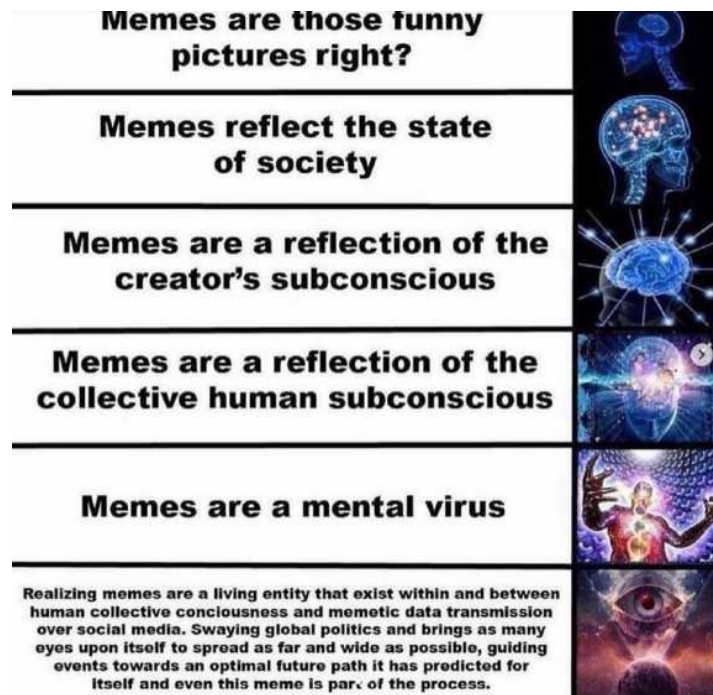 Memes are those funny
pictures right?
Memes reflect the state
of society
Memes are a reflection of the
creator's subconscious
Memes are a reflection of the
collective human subconscious
Memes are a mental virus
Realizing memes are a living entity that exist within and between
human collective conciousness and memetic data transmission
over social media. Swaying global politics and brings as many
eyes upon itself to spread as far and wide as possible, guiding
events towards an optimal future path it has predicted for
itself and even this meme is part of the process.